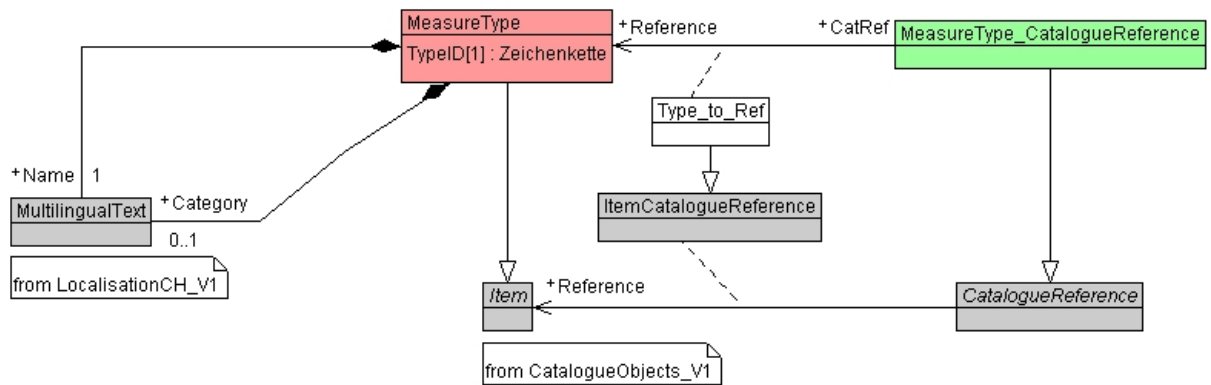 MeasureType
TypeID[1] : Zeichenkette
+Reference
+CatRef
MeasureType_CatalogueReference
Type_to_Ref
+Name
1
MultilingualText
+Category
0..1
from LocalisationCH_V1
ItemCatalogueReference
Item
+Reference
CatalogueReference
from CatalogueObjects_V1